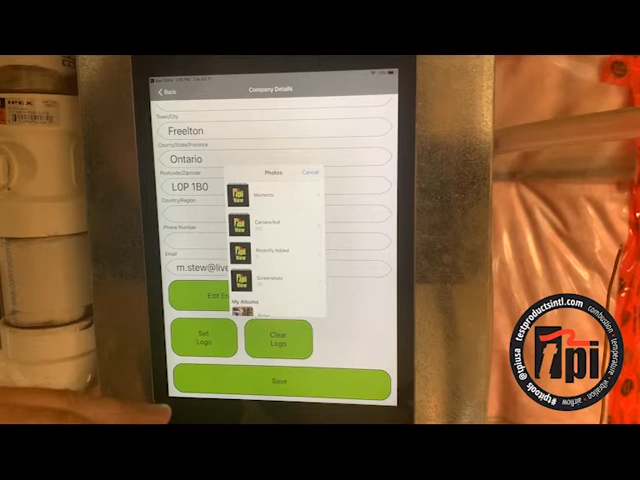 IPEX
Back
Company Details
Town/City
Freelton
County/State/Province
Ontario
Postcode/Zipcode
L0P 1B0
Country/Region
Phone Number
Email
m.stew@live
Photos
Cancel
Moments
Camera Roll
Recently Added
Screenshots
My Albums
Set
Logo
Clear
Logo
Save
@tpiusa testproductsintl.com
tpi
#tpitools • airflow • vibration • temperature • combustion